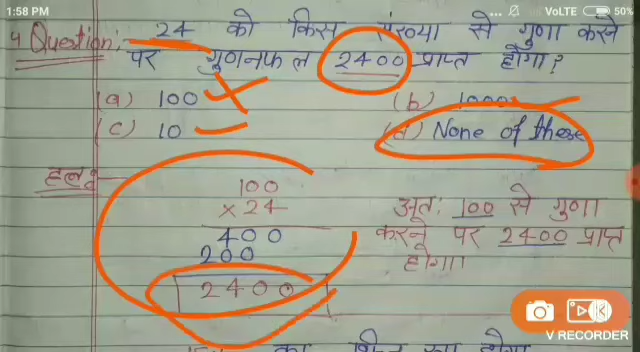 1:58 PM ... VoLTE 50%
4 Question: 24 को किस संख्या से गुणा करने
पर गुणनफल 2400 प्राप्त होगा?
(a) 100 (b) 1000
(c) 10 (d) None of these
हल:
100
× 24
400
200
2400
अत: 100 से गुणा
करने पर 2400 प्राप्त
होगा।
V RECORDER